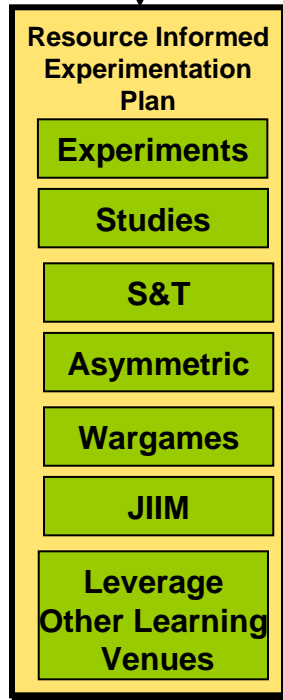 Resource Informed
Experimentation
Plan
Experiments
Studies
S&T
Asymmetric
Wargames
JIIM
Leverage
Other Learning
Venues